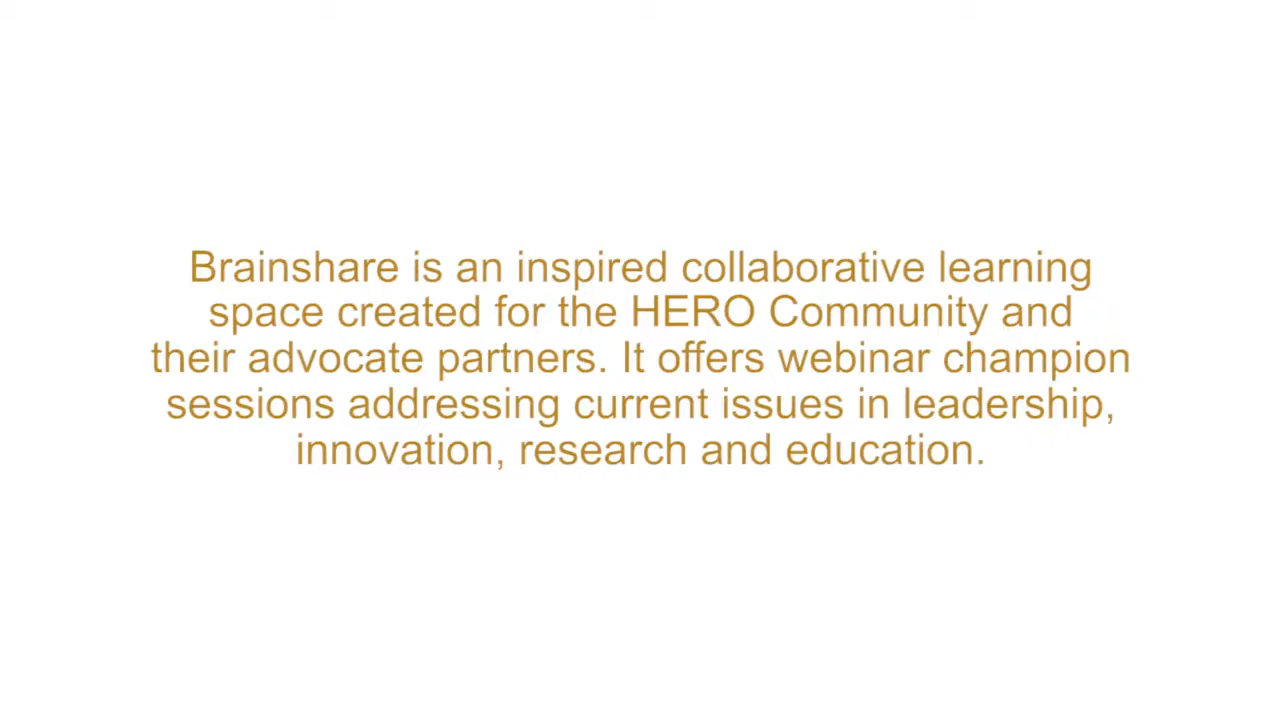 Brainshare is an inspired collaborative learning
space created for the HERO Community and
their advocate partners. It offers webinar champion
sessions addressing current issues in leadership,
innovation, research and education.